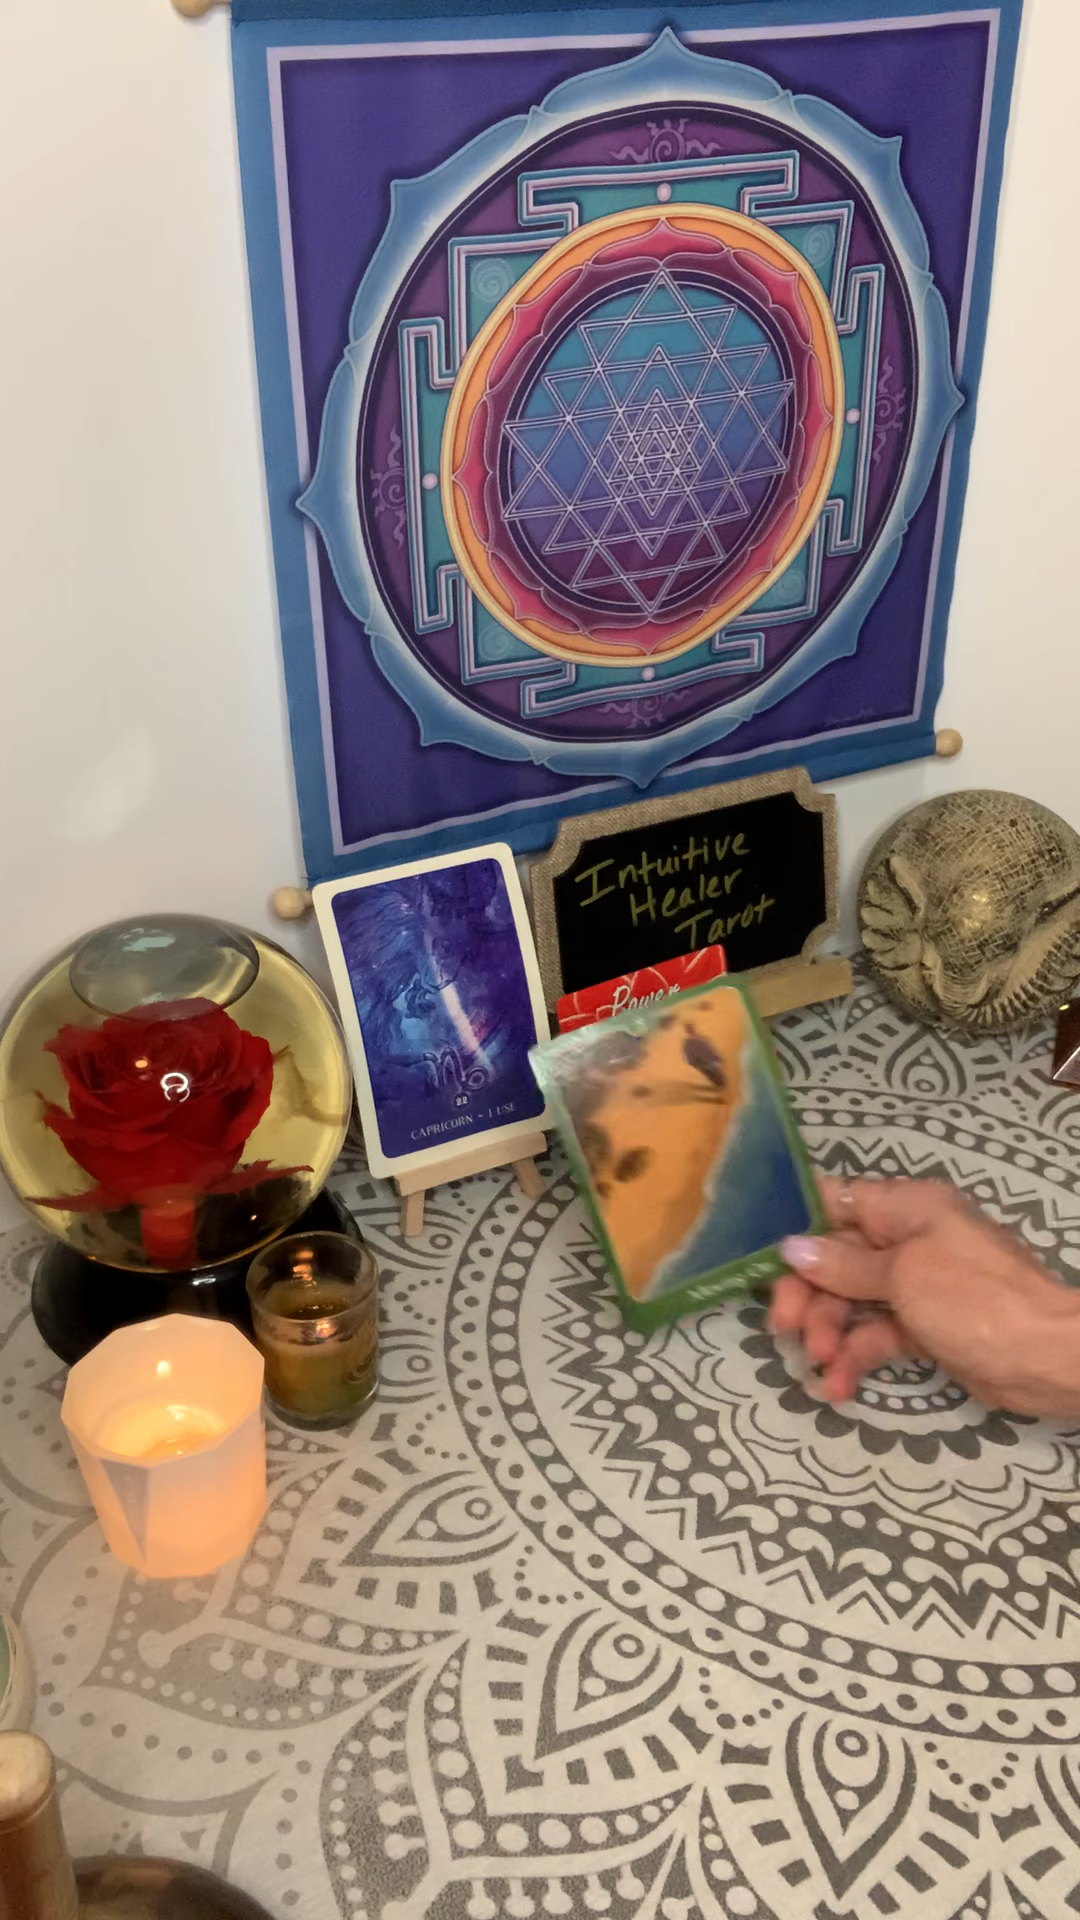 Intuitive
Healer
Tarot
Power
22
CAPRICORN ~ I USE